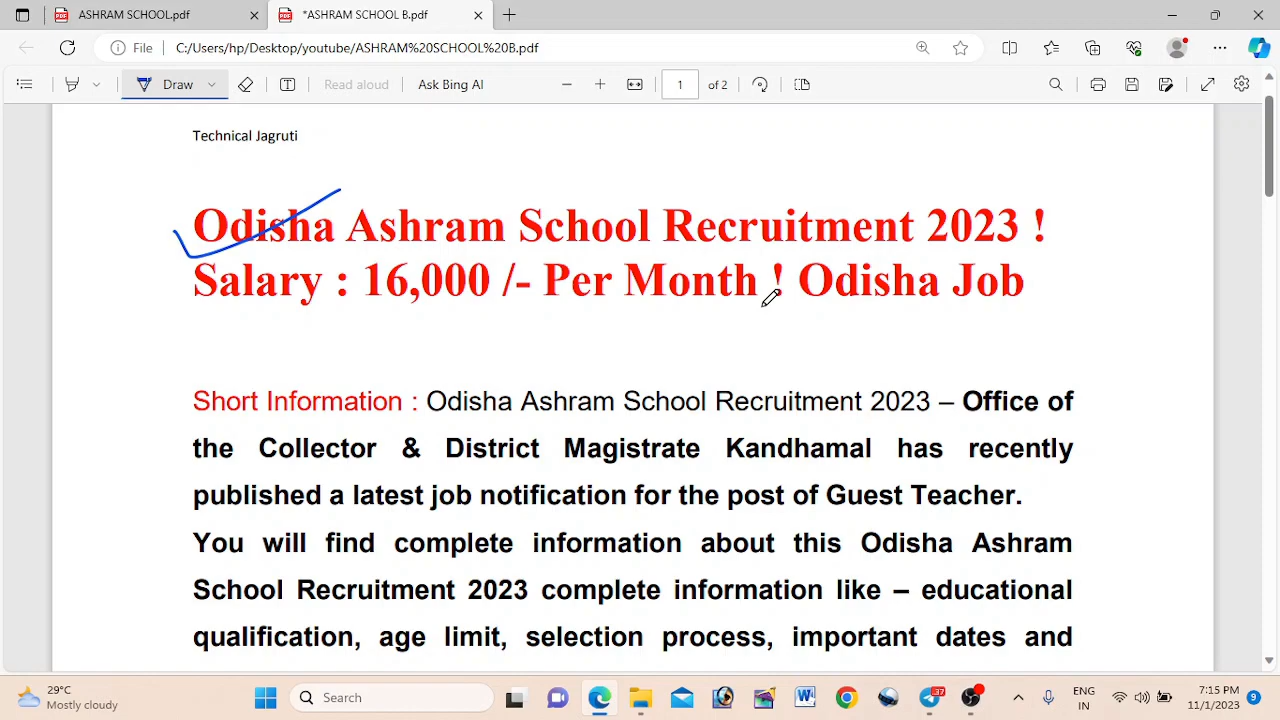 ASHRAM SCHOOL.pdf
*ASHRAM SCHOOL B.pdf
File
C:/Users/hp/Desktop/youtube/ASHRAM%20SCHOOL%20B.pdf
Draw
Read aloud
Ask Bing AI
1
of 2
Technical Jagruti
Odisha Ashram School Recruitment 2023 !
Salary : 16,000 /- Per Month ! Odisha Job
Short Information : Odisha Ashram School Recruitment 2023 – Office of
the Collector & District Magistrate Kandhamal has recently
published a latest job notification for the post of Guest Teacher.
You will find complete information about this Odisha Ashram
School Recruitment 2023 complete information like – educational
qualification, age limit, selection process, important dates and
29°C
Mostly cloudy
Search
37
ENG
IN
7:15 PM
11/1/2023
9